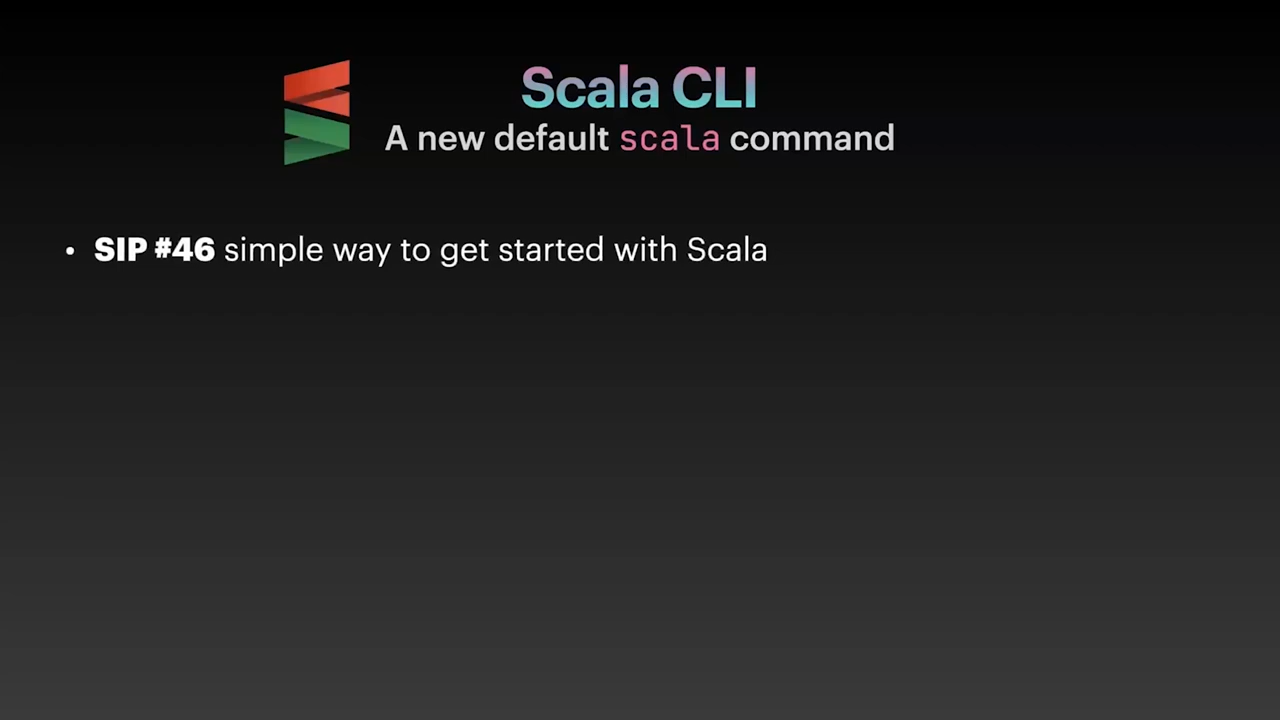 Scala CLI
A new default scala command
• SIP #46 simple way to get started with Scala